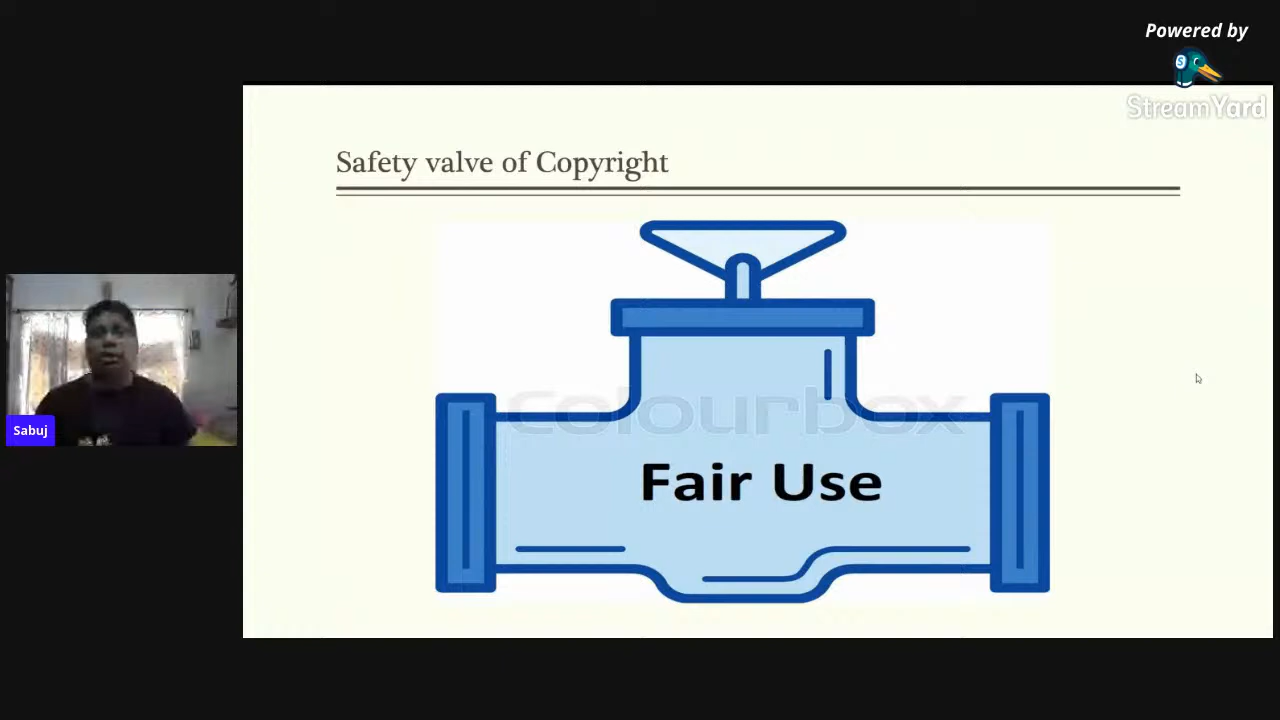 Powered by
StreamYard
Safety valve of Copyright
colourbox
Fair Use
Sabuj